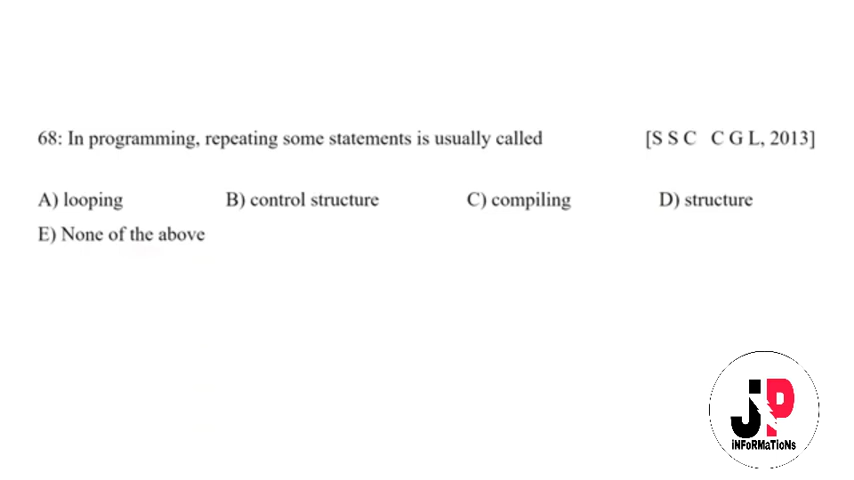 68: In programming, repeating some statements is usually called [S S C C G L, 2013]
A) looping B) control structure C) compiling D) structure
E) None of the above
JP
iNFoRMaTioNs